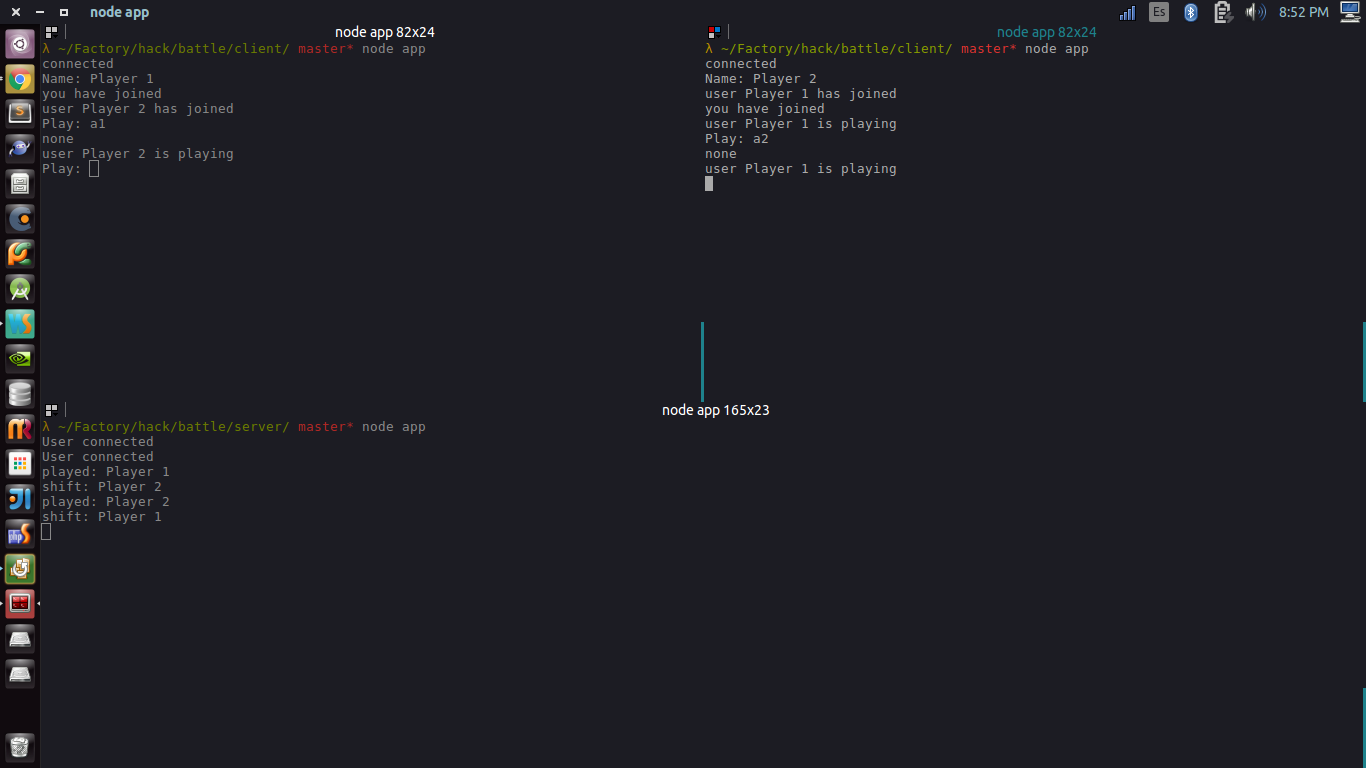 node app
Es
8:52 PM
node app 82x24
λ ~/Factory/hack/battle/client/ master* node app
connected
Name: Player 1
you have joined
user Player 2 has joined
Play: a1
none
user Player 2 is playing
Play:
node app 82x24
λ ~/Factory/hack/battle/client/ master* node app
connected
Name: Player 2
user Player 1 has joined
you have joined
user Player 1 is playing
Play: a2
none
user Player 1 is playing
node app 165x23
λ ~/Factory/hack/battle/server/ master* node app
User connected
User connected
played: Player 1
shift: Player 2
played: Player 2
shift: Player 1